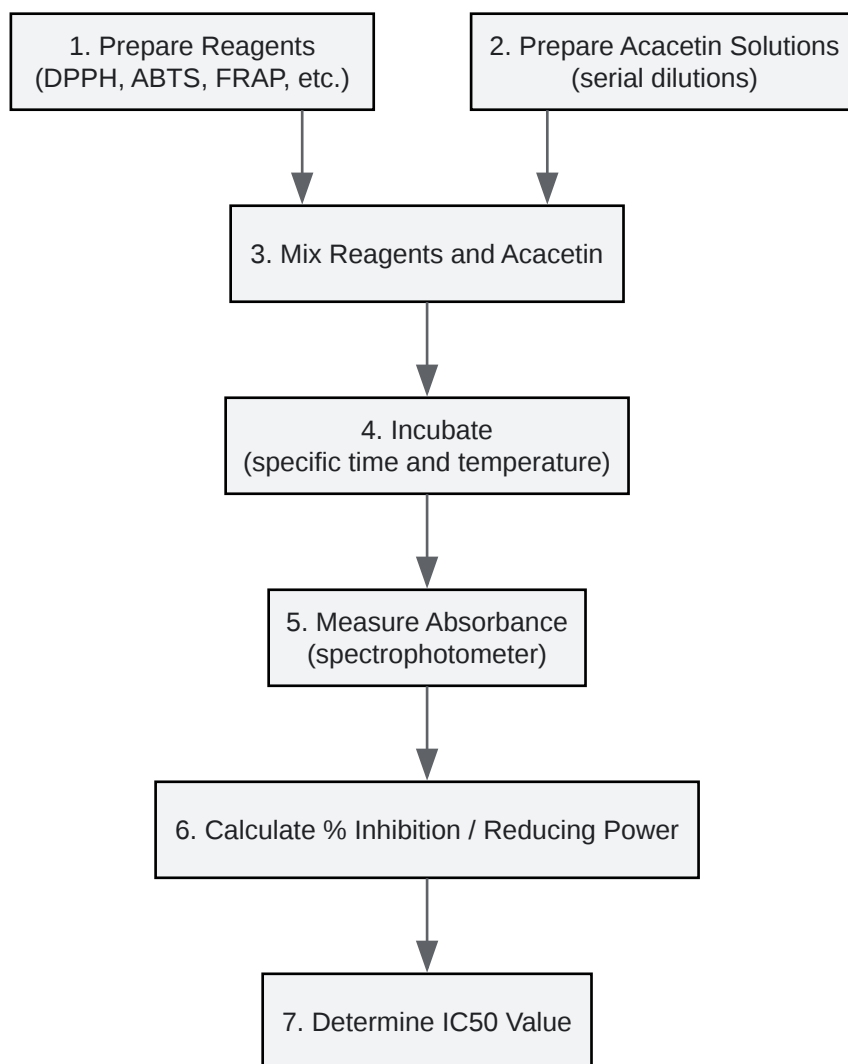 1. Prepare Reagents
(DPPH, ABTS, FRAP, etc.)
2. Prepare Acacetin Solutions
(serial dilutions)
3. Mix Reagents and Acacetin
4. Incubate
(specific time and temperature)
5. Measure Absorbance
(spectrophotometer)
6. Calculate % Inhibition / Reducing Power
7. Determine IC50 Value